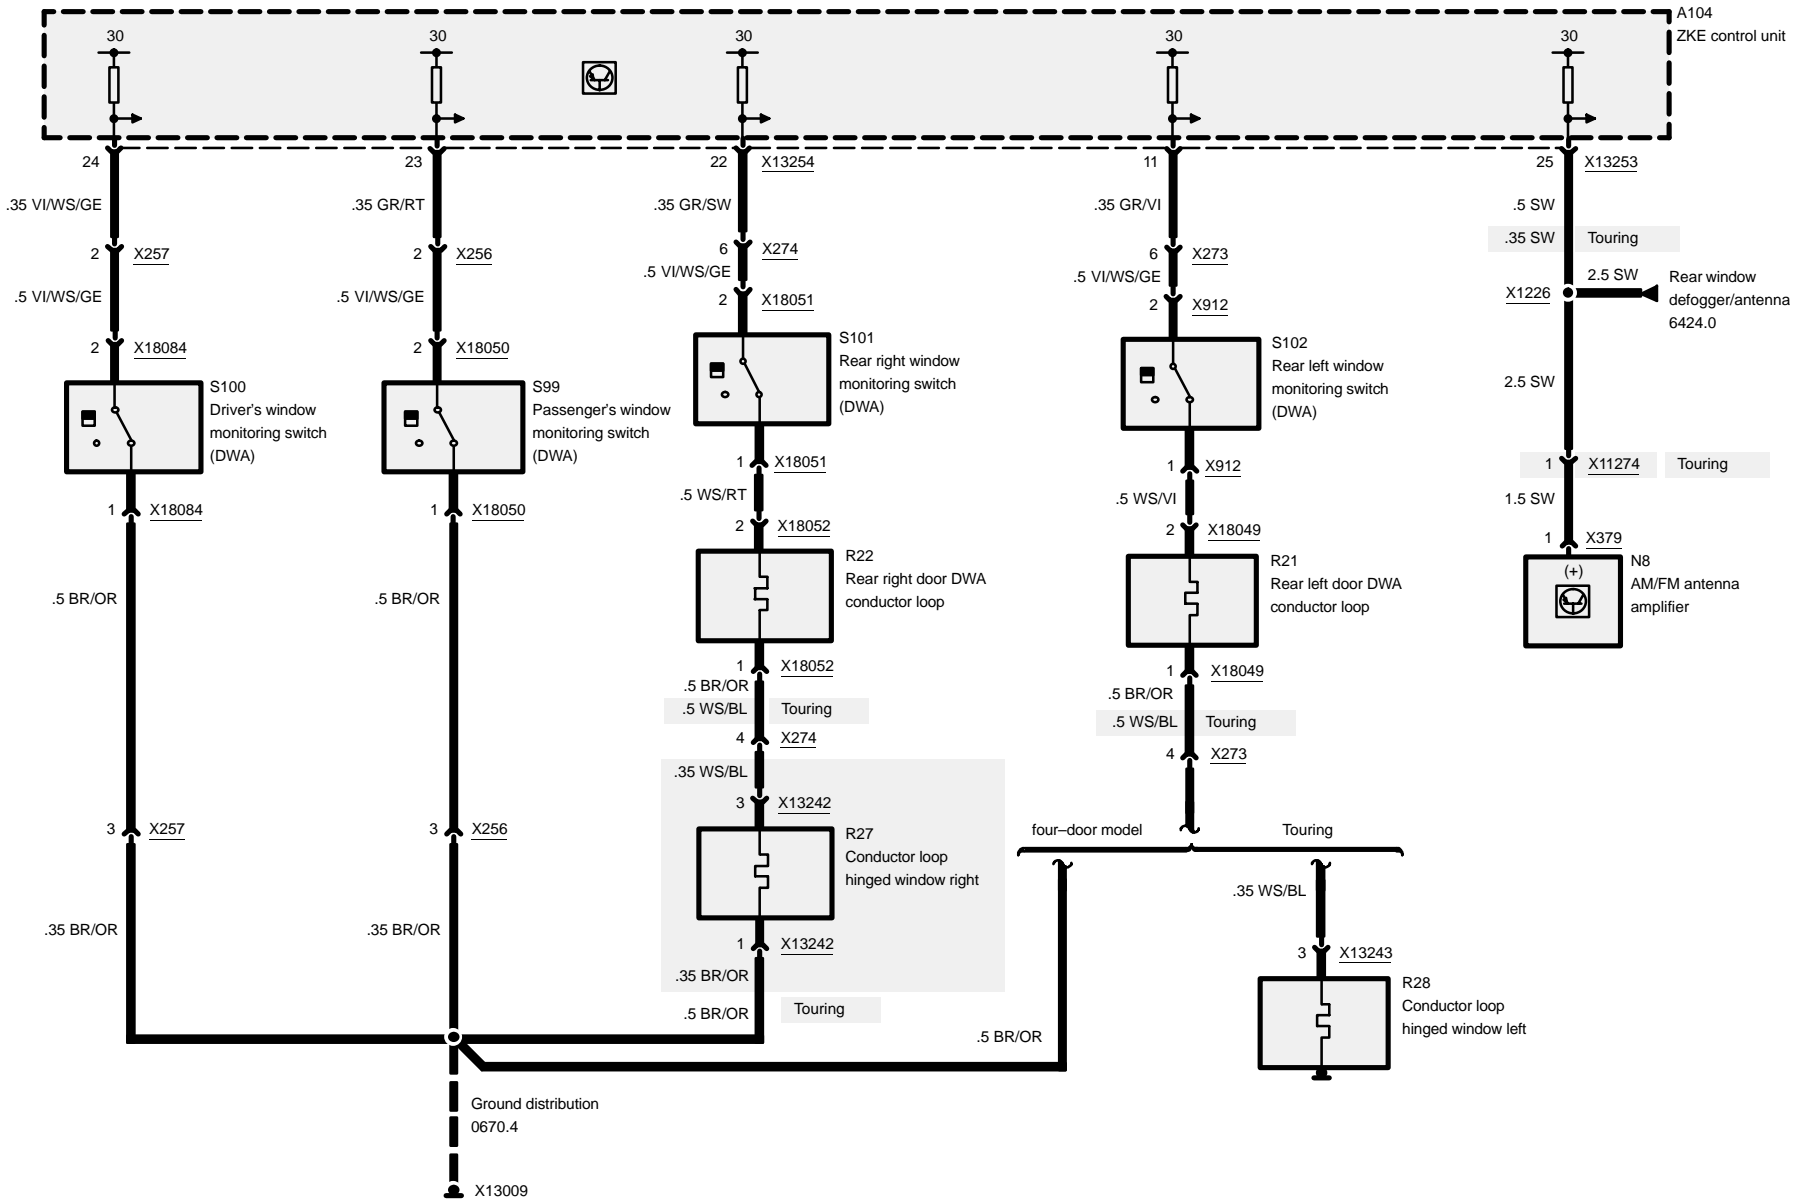 A104
ZKE control unit
30 30 30 30 30
24 23 22 X13254 11 25 X13253
.35 VI/WS/GE .35 GR/RT .35 GR/SW .35 GR/VI .5 SW
.35 SW Touring
2 X257 2 X256 6 X274 6 X273
.5 VI/WS/GE .5 VI/WS/GE
2.5 SW Rear window
defogger/antenna
6424.0
X1226
.5 VI/WS/GE .5 VI/WS/GE 2 X18051 2 X912
2 X18084 2 X18050
S101
Rear right window
monitoring switch
(DWA)
S102
Rear left window
monitoring switch
(DWA)
2.5 SW
S100
Driver's window
monitoring switch
(DWA)
S99
Passenger's window
monitoring switch
(DWA)
1 X18051 1 X912 1 X11274 Touring
.5 WS/RT .5 WS/VI 1.5 SW
1 X18084 1 X18050 2 X18052 2 X18049 1 X379
R22
Rear right door DWA
conductor loop
R21
Rear left door DWA
conductor loop
N8
AM/FM antenna
amplifier
(+)
.5 BR/OR .5 BR/OR
1 X18052 1 X18049
.5 BR/OR .5 BR/OR
.5 WS/BL Touring .5 WS/BL Touring
4 X274 4 X273
.35 WS/BL
3 X13242
3 X257 3 X256
R27
Conductor loop
hinged window right
four–door model Touring
.35 WS/BL
.35 BR/OR .35 BR/OR 1 X13242 3 X13243
.35 BR/OR
R28
Conductor loop
hinged window left
.5 BR/OR Touring
.5 BR/OR
Ground distribution
0670.4
X13009